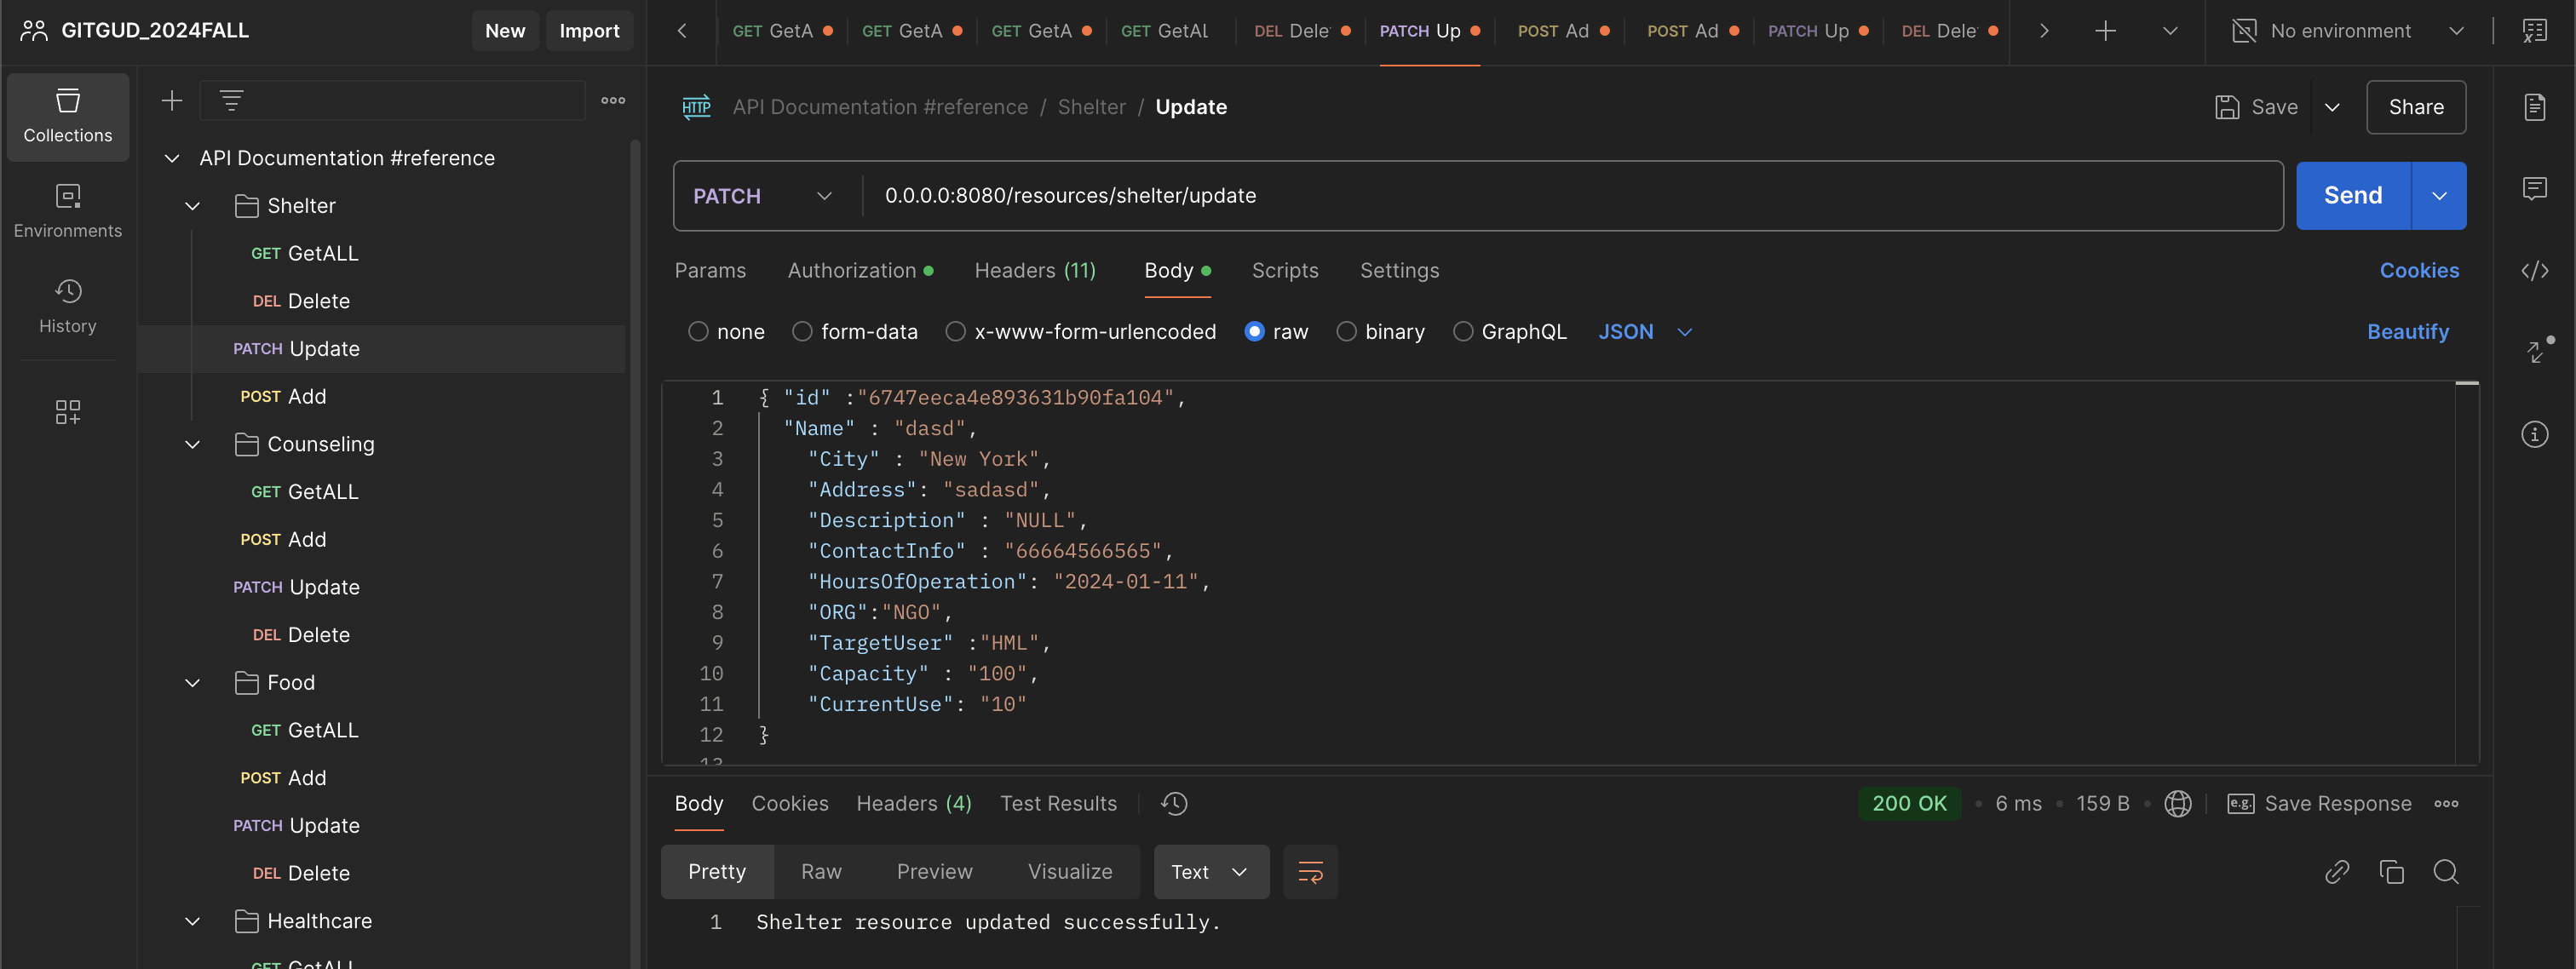 GITGUD_2024FALL
New
Import
GET GetA
GET GetA
GET GetA
GET GetAL
DEL Dele
PATCH Up
POST Ad
POST Ad
PATCH Up
DEL Dele
No environment
Collections
Environments
History
API Documentation #reference
Shelter
GET GetALL
DEL Delete
PATCH Update
POST Add
Counseling
GET GetALL
POST Add
PATCH Update
DEL Delete
Food
GET GetALL
POST Add
PATCH Update
DEL Delete
Healthcare
GET GetALL
HTTP API Documentation #reference / Shelter / Update
Save
Share
PATCH 0.0.0.0:8080/resources/shelter/update
Send
Params Authorization Headers (11) Body Scripts Settings
Cookies
none form-data x-www-form-urlencoded raw binary GraphQL JSON
Beautify
1 { "id" :"6747eeca4e893631b90fa104",
2 "Name" : "dasd",
3 "City" : "New York",
4 "Address": "sadasd",
5 "Description" : "NULL",
6 "ContactInfo" : "66664566565",
7 "HoursOfOperation": "2024-01-11",
8 "ORG":"NGO",
9 "TargetUser" :"HML",
10 "Capacity" : "100",
11 "CurrentUse": "10"
12 }
13
Body Cookies Headers (4) Test Results
200 OK • 6 ms • 159 B •
e.g. Save Response
Pretty Raw Preview Visualize Text
1 Shelter resource updated successfully.